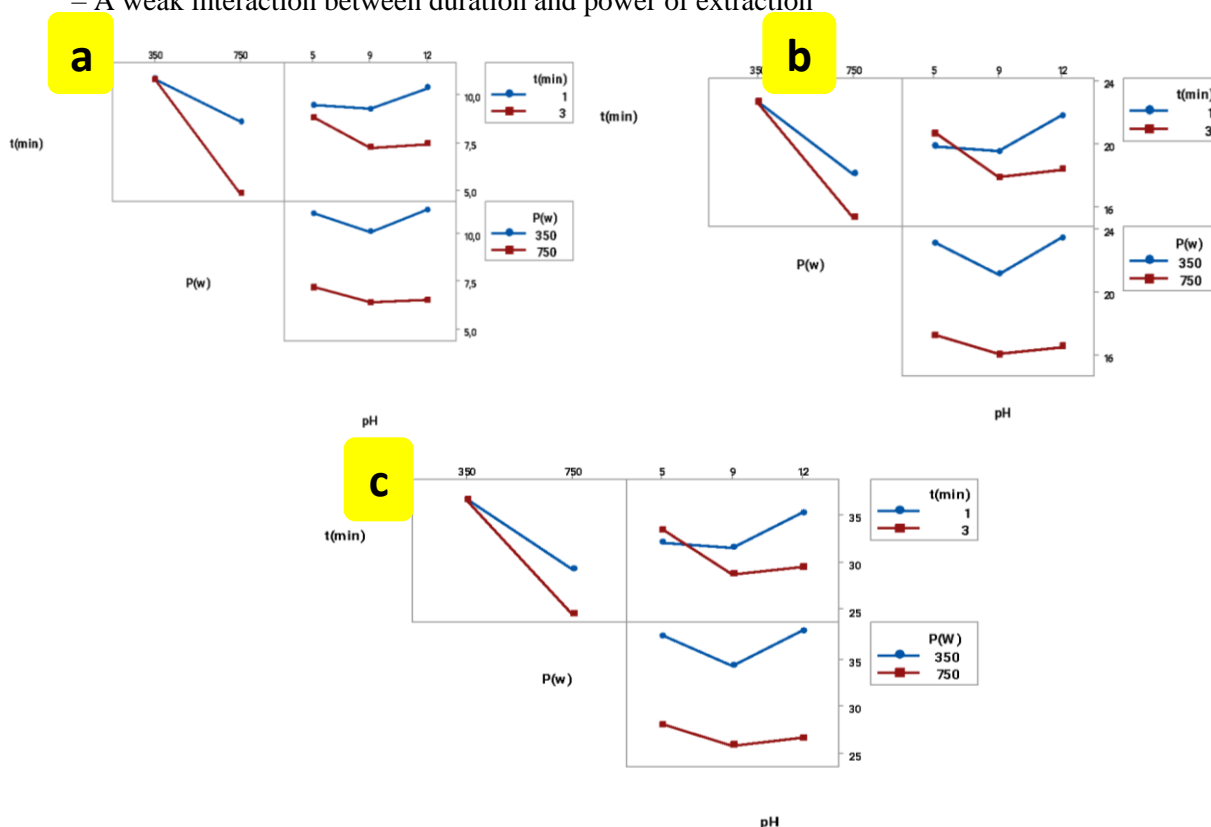 – A weak interaction between duration and power of extraction
a
350 750 5 9 12
t(min)
10,0
7,5
5,0
t(min)
1
3
P(w)
10,0
7,5
5,0
P(w)
350
750
pH
b
350 750 5 9 12
t(min)
24
20
16
t(min)
1
3
P(w)
24
20
16
P(w)
350
750
pH
c
350 750 5 9 12
t(min)
35
30
25
t(min)
1
3
P(w)
35
30
25
P(W)
350
750
pH